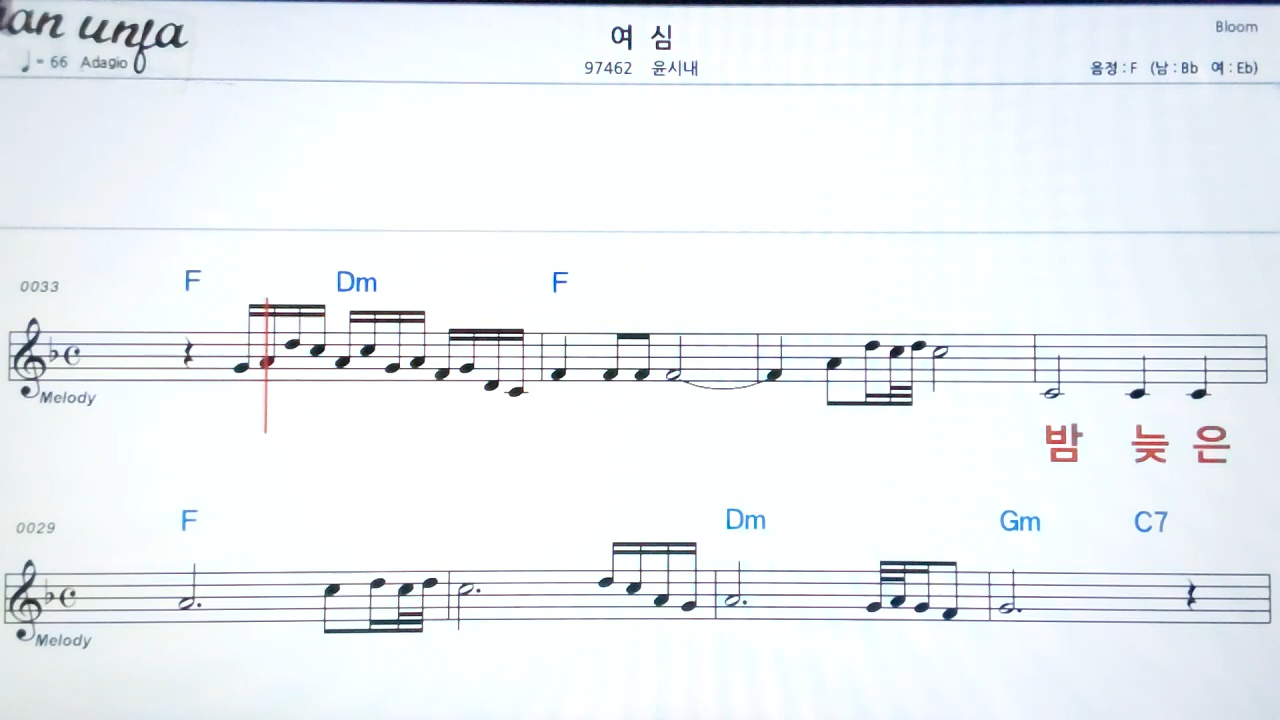 an unja
여 심
Bloom
♩= 66 Adagio
97462 윤시내
음정 : F (남 : Bb 여 : Eb)
F Dm F
0033
Melody
밤 늦 은
F Dm Gm C7
0029
Melody